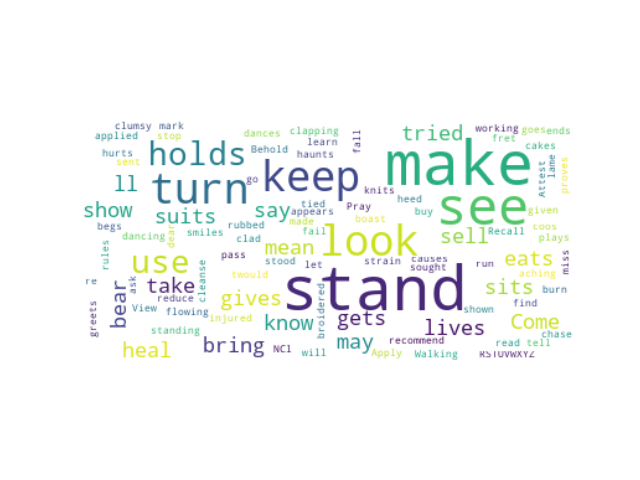 clumsy mark
applied stop dances clapping tried working goes ends
hurts holds Behold learn fall fret cakes
sent haunts make Attest lame proves
ll turn go keep knits see
show suits say tied appears Pray heed buy given coos
begs smiles rubbed made boast sell Recall plays
dancing dear clad mean fail look
rules use pass stood let causes sought run eats aching miss
re ask take cleanse stand sits burn
greets bear View reduce gives broidered shown find
flowing twould gets lives Come chase
standing injured know
heal bring NC1 will may recommend read tell
Apply Walking RSTUVWXYZ
strain